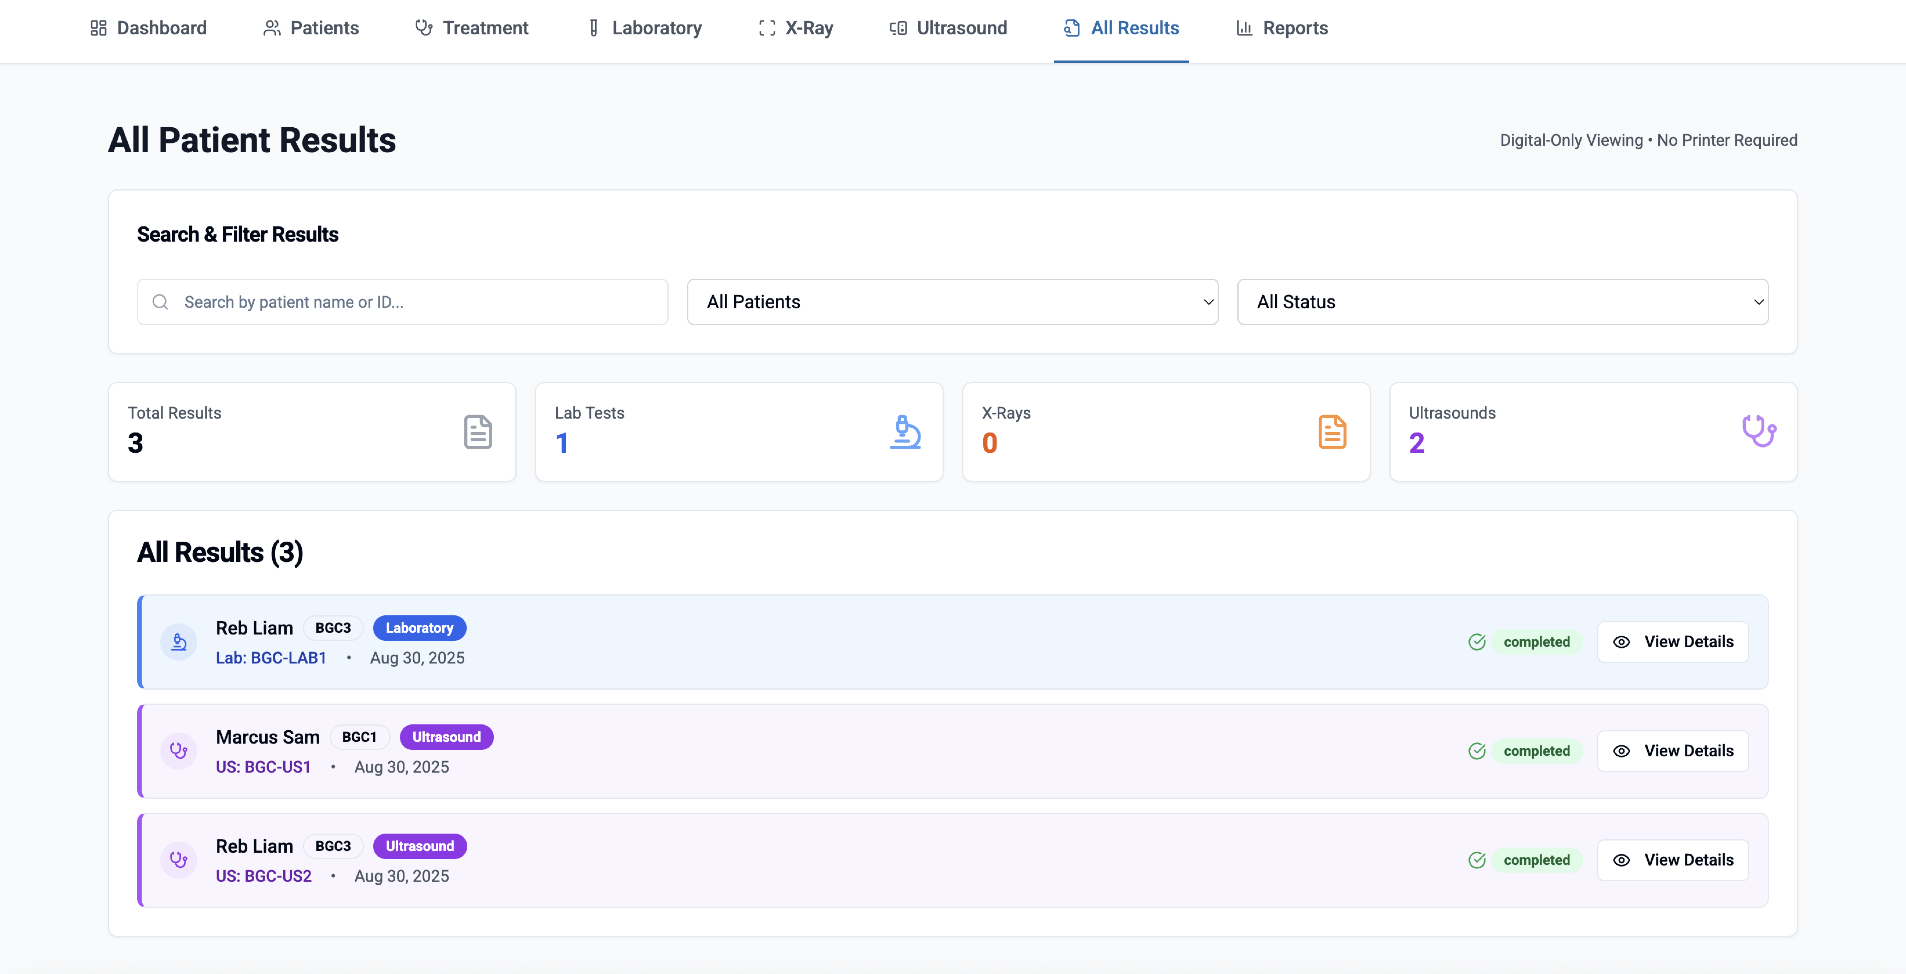 Dashboard Patients Treatment Laboratory X-Ray Ultrasound All Results Reports
All Patient Results
Digital-Only Viewing • No Printer Required
Search & Filter Results
Search by patient name or ID... All Patients All Status
Total Results Lab Tests X-Rays Ultrasounds
3 1 0 2
All Results (3)
Reb Liam BGC3 Laboratory
Lab: BGC-LAB1 • Aug 30, 2025
completed View Details
Marcus Sam BGC1 Ultrasound
US: BGC-US1 • Aug 30, 2025
completed View Details
Reb Liam BGC3 Ultrasound
US: BGC-US2 • Aug 30, 2025
completed View Details